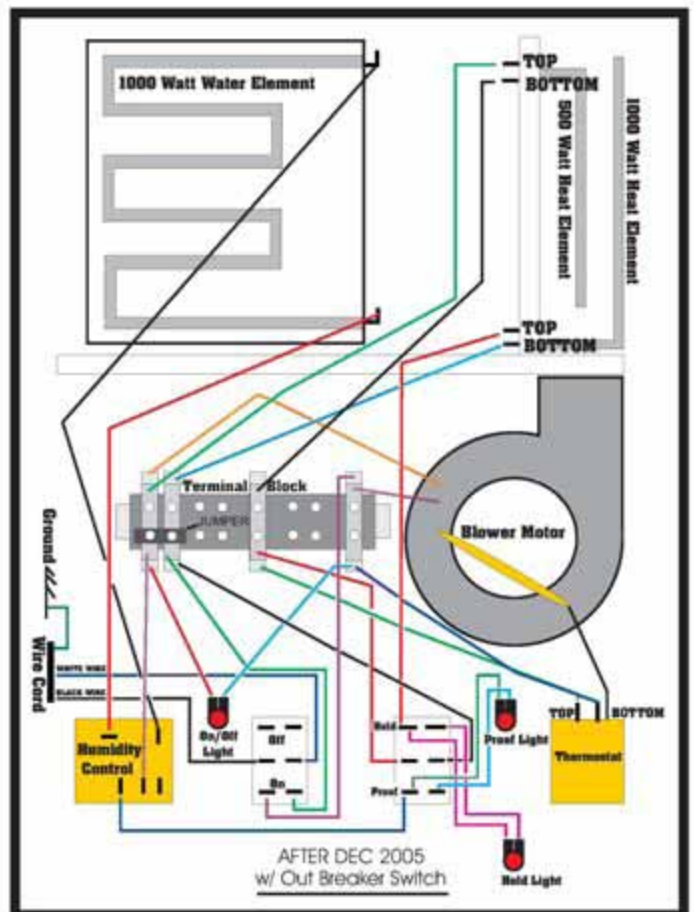 1000 Watt Water Element
TOP
BOTTOM
500 Watt Heat Element
1000 Watt Heat Element
TOP
BOTTOM
Terminal Block
JUMPER
Blower Motor
Ground
Wire Cord
WHITE WIRE
BLACK WIRE
Humidity
Control
On/Off
Light
Off
On
Hold
Proof
Proof Light
TOP
BOTTOM
Thermostat
Hold Light
AFTER DEC 2005
w/ Out Breaker Switch